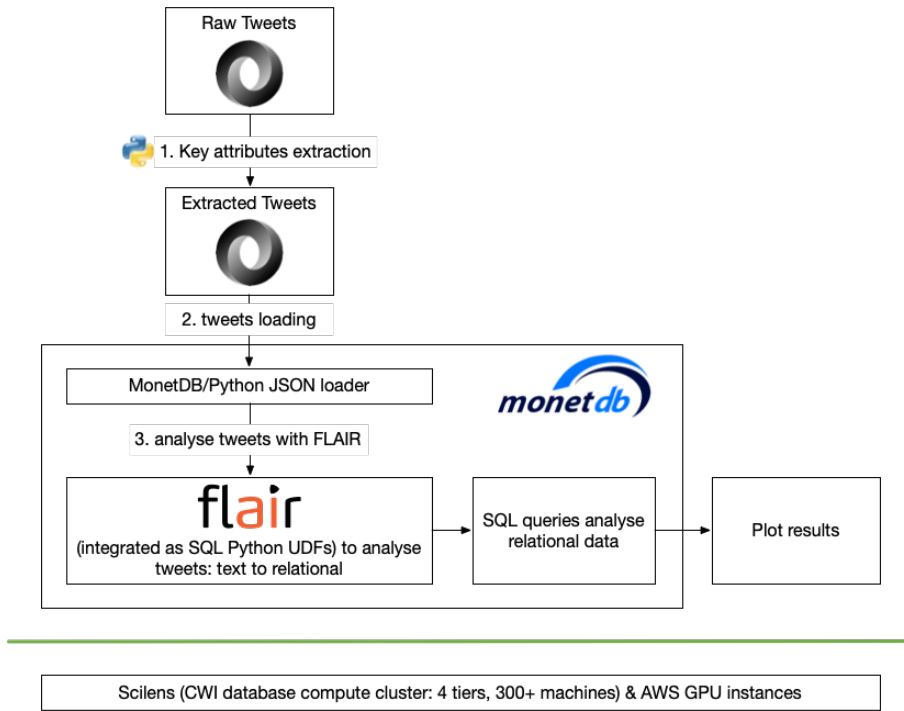 Raw Tweets
1. Key attributes extraction
Extracted Tweets
2. tweets loading
MonetDB/Python JSON loader
monetdb
3. analyse tweets with FLAIR
flair
(integrated as SQL Python UDFs) to analyse
tweets: text to relational
SQL queries analyse
relational data
Plot results
Scilens (CWI database compute cluster: 4 tiers, 300+ machines) & AWS GPU instances